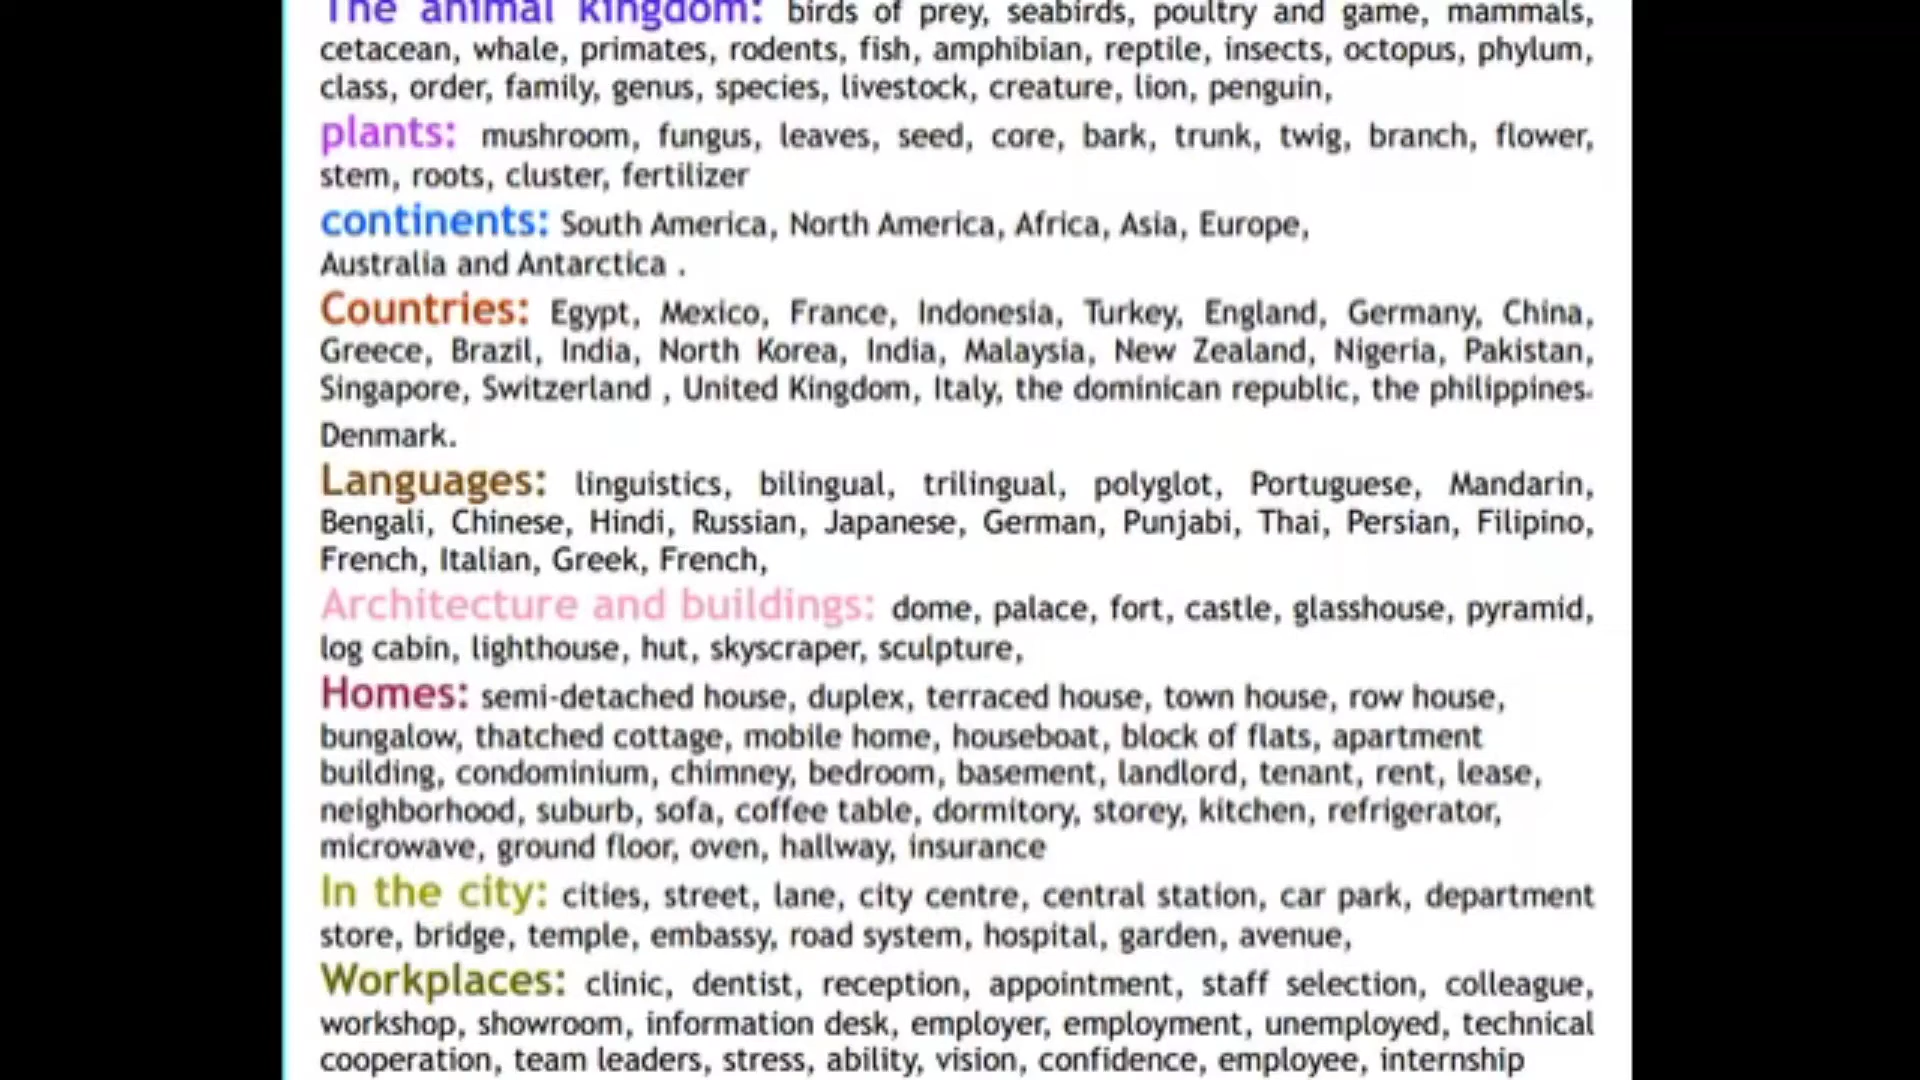 The animal kingdom: birds of prey, seabirds, poultry and game, mammals,
cetacean, whale, primates, rodents, fish, amphibian, reptile, insects, octopus, phylum,
class, order, family, genus, species, livestock, creature, lion, penguin,
plants: mushroom, fungus, leaves, seed, core, bark, trunk, twig, branch, flower,
stem, roots, cluster, fertilizer
continents: South America, North America, Africa, Asia, Europe,
Australia and Antarctica .
Countries: Egypt, Mexico, France, Indonesia, Turkey, England, Germany, China,
Greece, Brazil, India, North Korea, India, Malaysia, New Zealand, Nigeria, Pakistan,
Singapore, Switzerland , United Kingdom, Italy, the dominican republic, the philippines.
Denmark.
Languages: linguistics, bilingual, trilingual, polyglot, Portuguese, Mandarin,
Bengali, Chinese, Hindi, Russian, Japanese, German, Punjabi, Thai, Persian, Filipino,
French, Italian, Greek, French,
Architecture and buildings: dome, palace, fort, castle, glasshouse, pyramid,
log cabin, lighthouse, hut, skyscraper, sculpture,
Homes: semi-detached house, duplex, terraced house, town house, row house,
bungalow, thatched cottage, mobile home, houseboat, block of flats, apartment
building, condominium, chimney, bedroom, basement, landlord, tenant, rent, lease,
neighborhood, suburb, sofa, coffee table, dormitory, storey, kitchen, refrigerator,
microwave, ground floor, oven, hallway, insurance
In the city: cities, street, lane, city centre, central station, car park, department
store, bridge, temple, embassy, road system, hospital, garden, avenue,
Workplaces: clinic, dentist, reception, appointment, staff selection, colleague,
workshop, showroom, information desk, employer, employment, unemployed, technical
cooperation, team leaders, stress, ability, vision, confidence, employee, internship